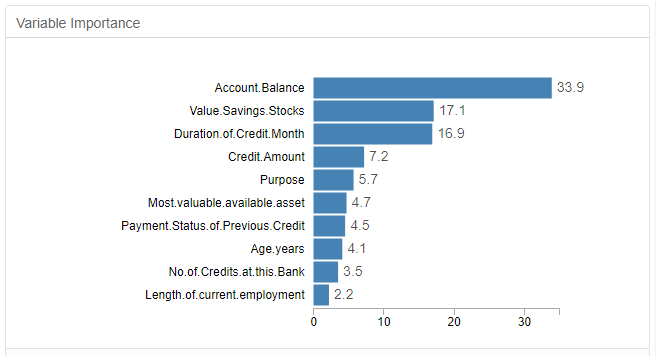 Variable Importance
Account.Balance 33.9
Value.Savings.Stocks 17.1
Duration.of.Credit.Month 16.9
Credit.Amount 7.2
Purpose 5.7
Most.valuable.available.asset 4.7
Payment.Status.of.Previous.Credit 4.5
Age.years 4.1
No.of.Credits.at.this.Bank 3.5
Length.of.current.employment 2.2
0 10 20 30